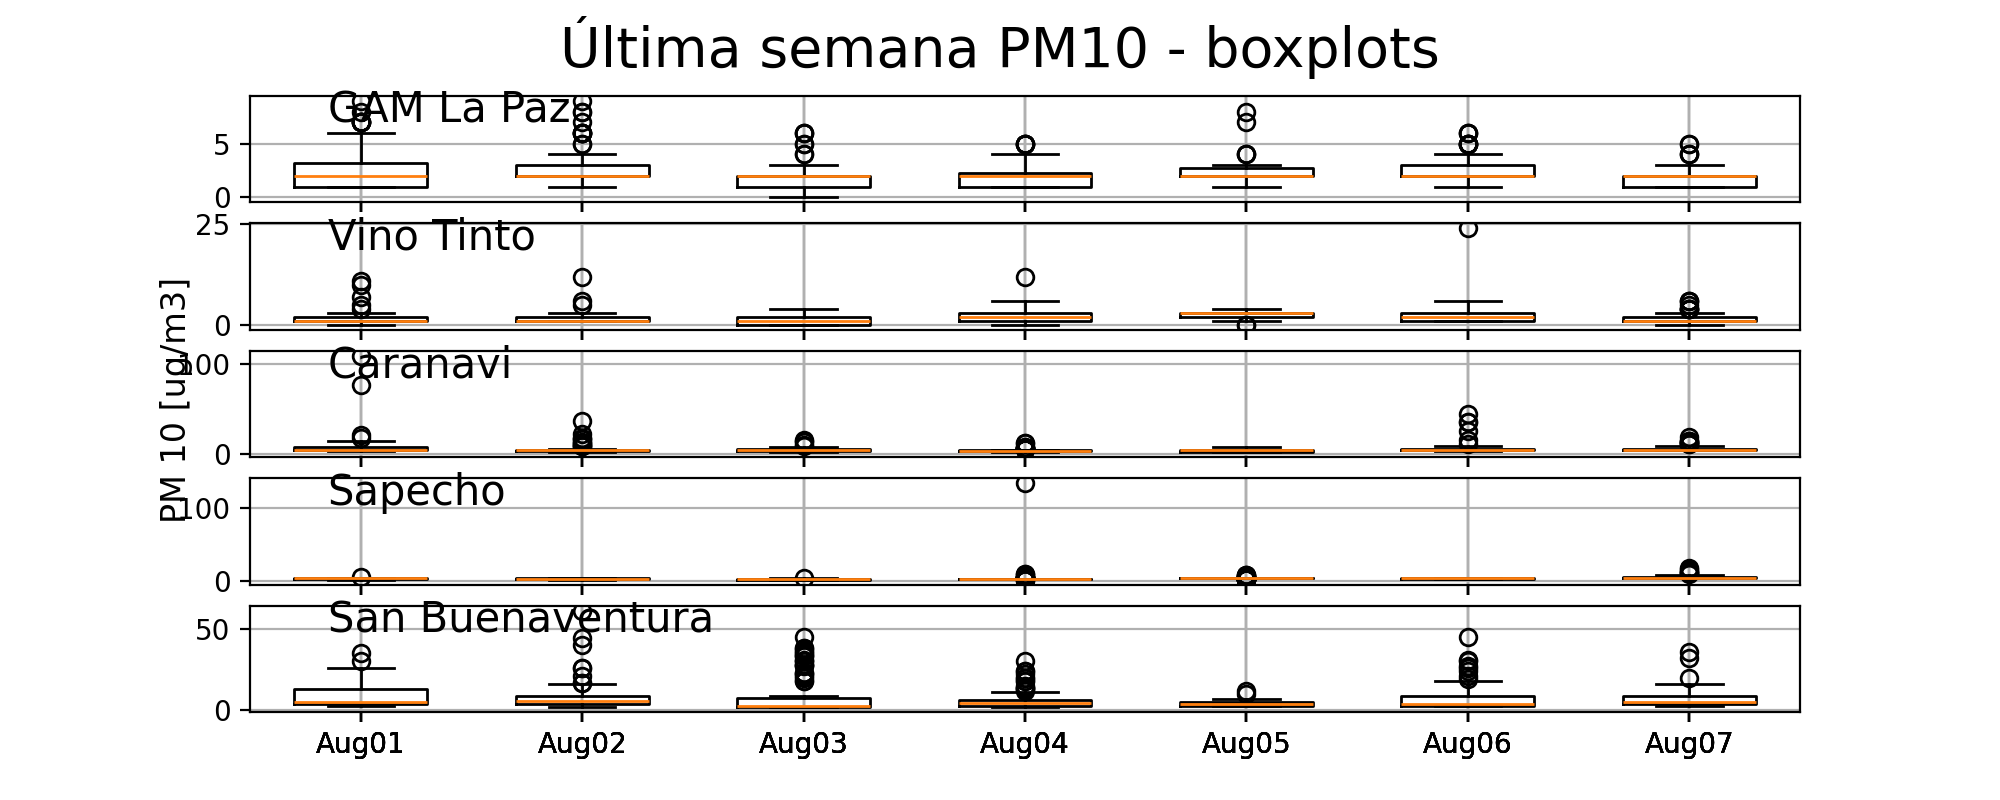 Última semana PM10 - boxplots
GAM La Paz
5
0
Vino Tinto
25
0
PM 10 [ug/m3]
Caranavi
100
0
Sapecho
100
0
San Buenaventura
50
0
Aug01 Aug02 Aug03 Aug04 Aug05 Aug06 Aug07